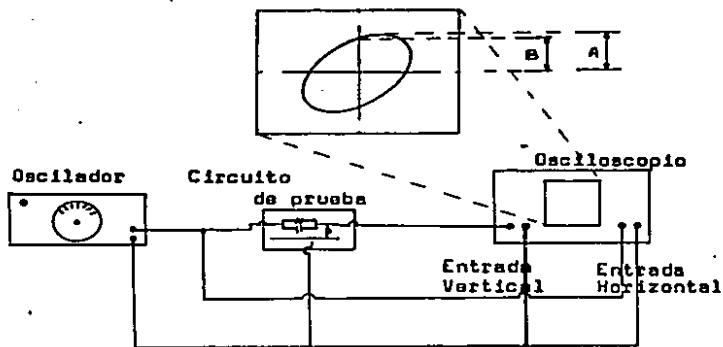 B
A
Osciloscopio
Oscilador
Circuito
de prueba
Entrada
Vertical
Entrada
Horizontal